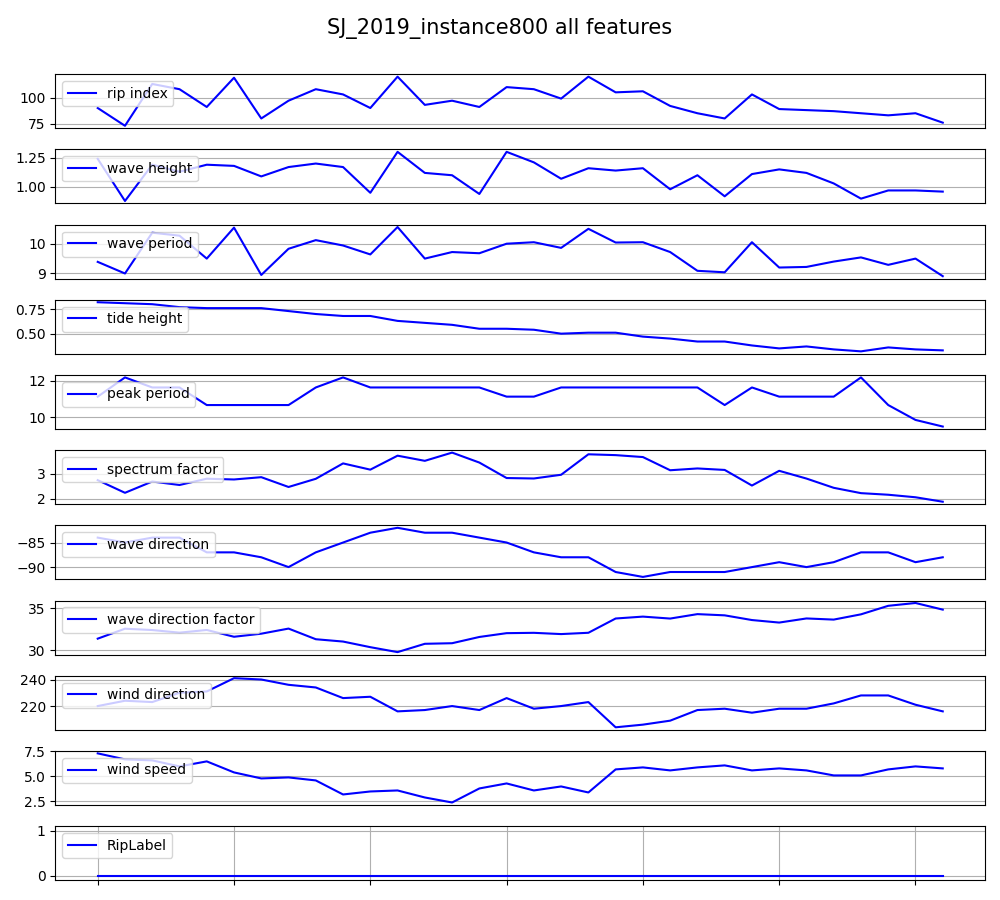 SJ_2019_instance800 all features
100
75
rip index
1.25
1.00
wave height
10
9
wave period
0.75
0.50
tide height
12
10
peak period
3
2
spectrum factor
−85
−90
wave direction
35
30
wave direction factor
240
220
wind direction
7.5
5.0
2.5
wind speed
1
0
RipLabel